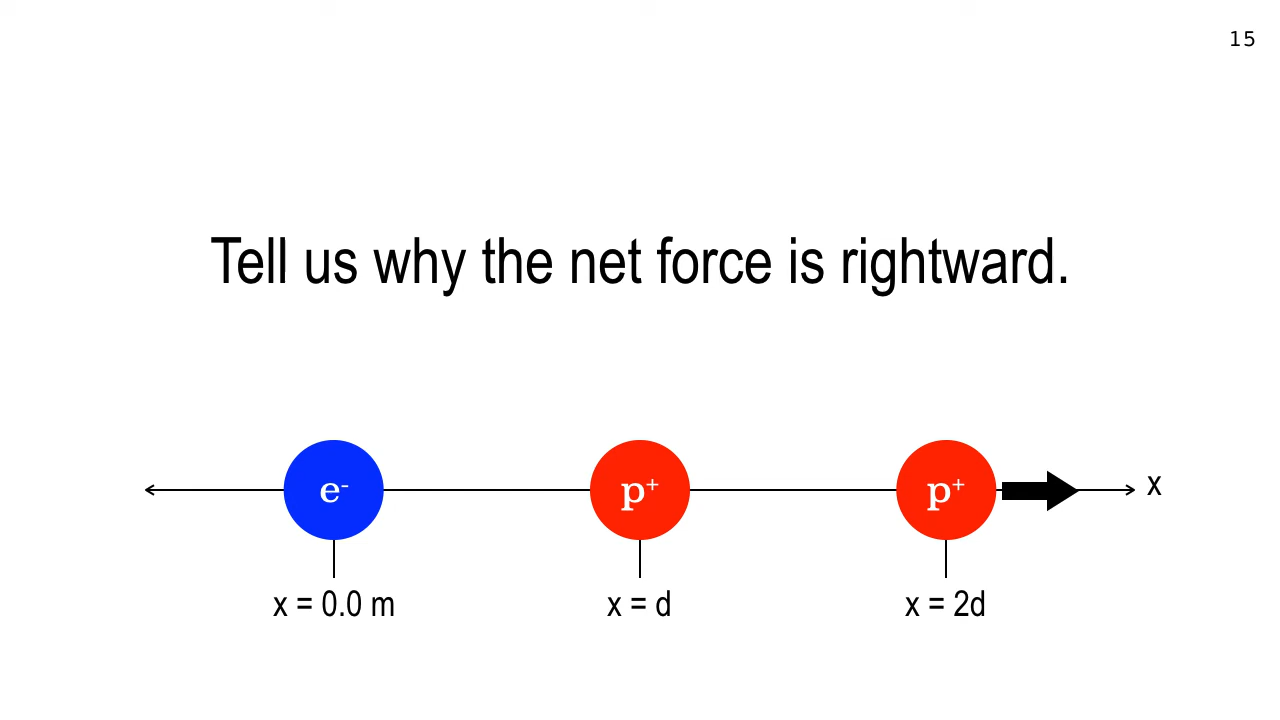 15
Tell us why the net force is rightward.
e- p+ p+ x
x = 0.0 m x = d x = 2d